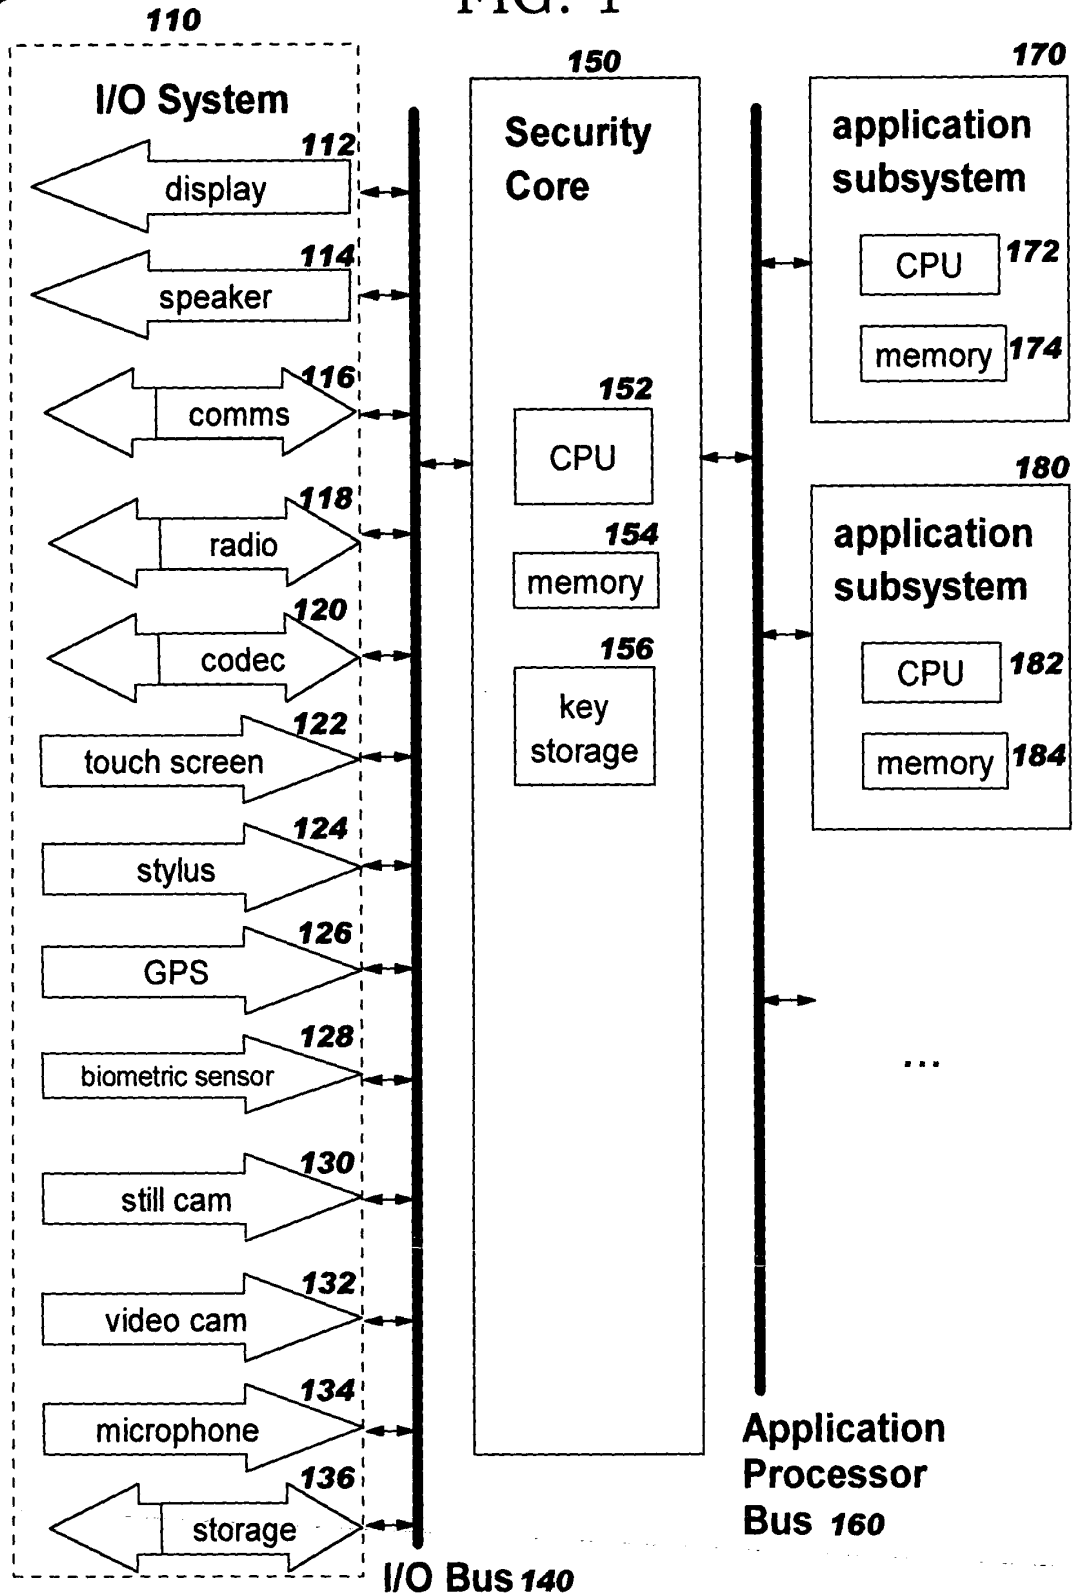 FIG. 1
110
I/O System
112
display
114
speaker
116
comms
118
radio
120
codec
122
touch screen
124
stylus
126
GPS
128
biometric sensor
130
still cam
132
video cam
134
microphone
136
storage
I/O Bus 140
150
Security
Core
152
CPU
154
memory
156
key
storage
170
application
subsystem
CPU 172
memory 174
180
application
subsystem
CPU 182
memory 184
...
Application
Processor
Bus 160